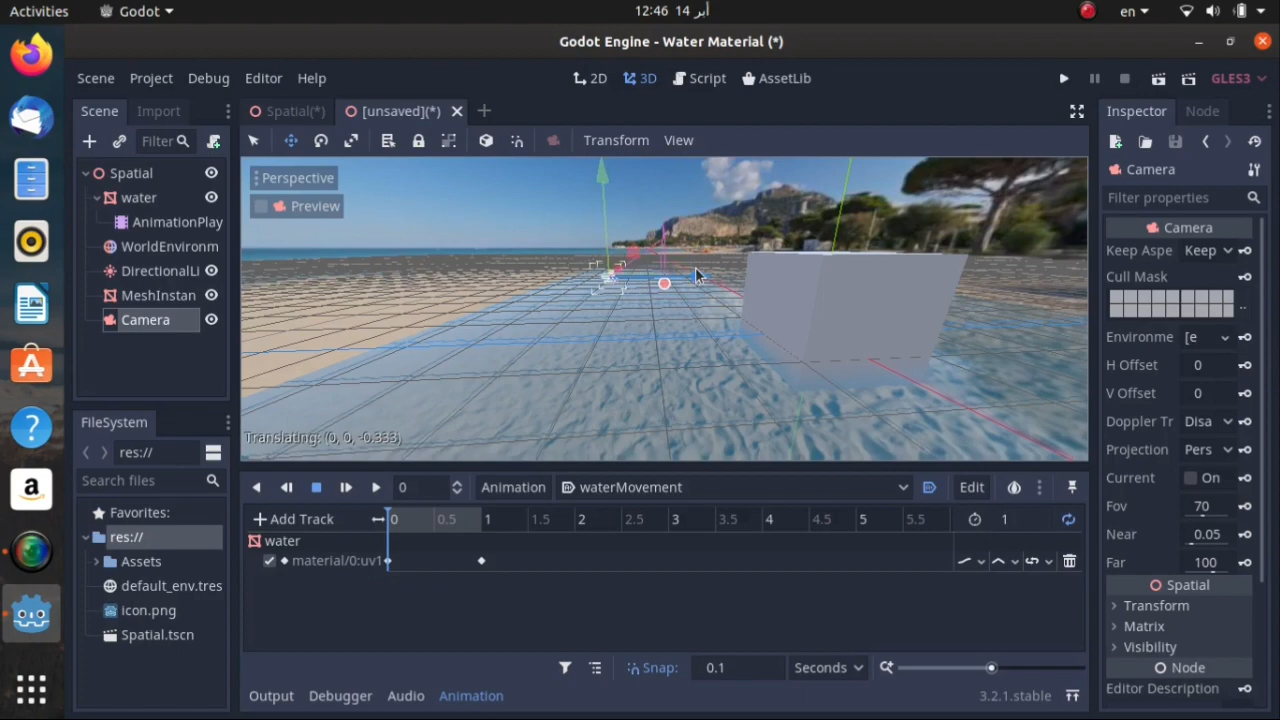 Activities Godot 12:46 14 أبر en
Godot Engine - Water Material (*)
Scene Project Debug Editor Help 2D 3D Script AssetLib GLES3
Scene Import Spatial(*) [unsaved](*) Inspector Node
Filter Transform View
Spatial Perspective Camera
water Preview Filter properties
AnimationPlay Camera
WorldEnvironm Keep Aspe Keep
DirectionalLi Cull Mask
MeshInstan
Camera
Environme [e
H Offset 0
V Offset 0
FileSystem Translating: (0, 0, -0.333) Doppler Tr Disa
res:// Projection Pers
Search files 0 Animation waterMovement Edit Current On
Favorites: Add Track 0 0.5 1 1.5 2 2.5 3 3.5 4 4.5 5 5.5 1 Fov 70
res:// water Near 0.05
Assets material/0:uv1 Far 100
default_env.tres Spatial
icon.png Transform
Spatial.tscn Matrix
Visibility
Snap: 0.1 Seconds Node
Output Debugger Audio Animation 3.2.1.stable Editor Description